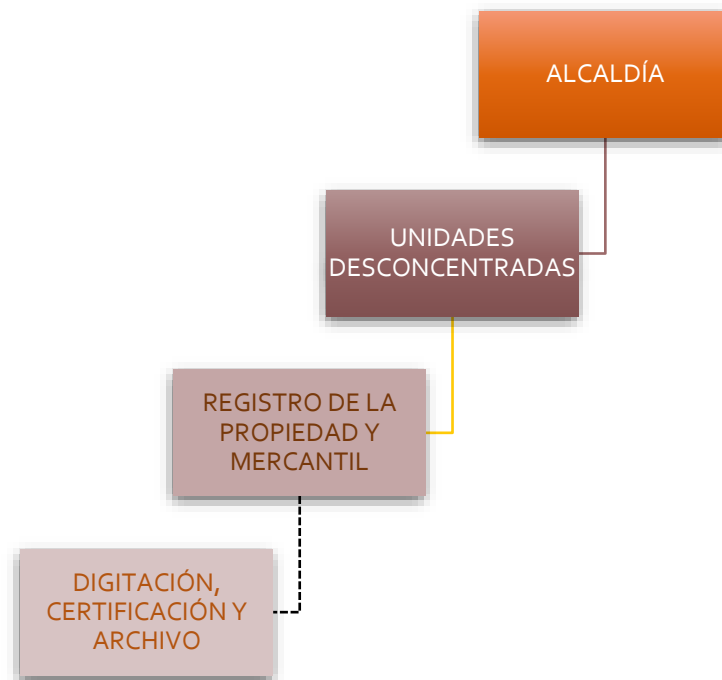 ALCALDÍA
UNIDADES
DESCONCENTRADAS
REGISTRO DE LA
PROPIEDAD Y
MERCANTIL
DIGITACIÓN,
CERTIFICACIÓN Y
ARCHIVO